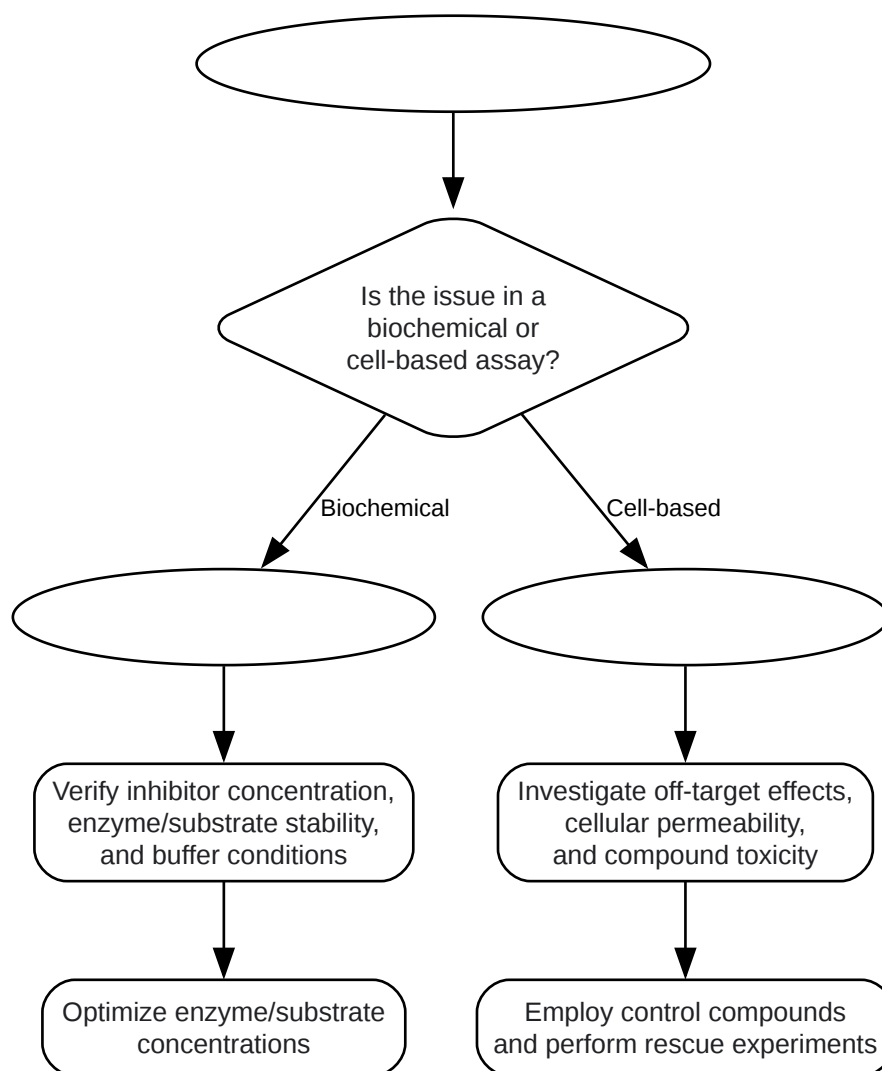 Is the issue in a
biochemical or
cell-based assay?
Biochemical
Cell-based
Verify inhibitor concentration,
enzyme/substrate stability,
and buffer conditions
Investigate off-target effects,
cellular permeability,
and compound toxicity
Optimize enzyme/substrate
concentrations
Employ control compounds
and perform rescue experiments